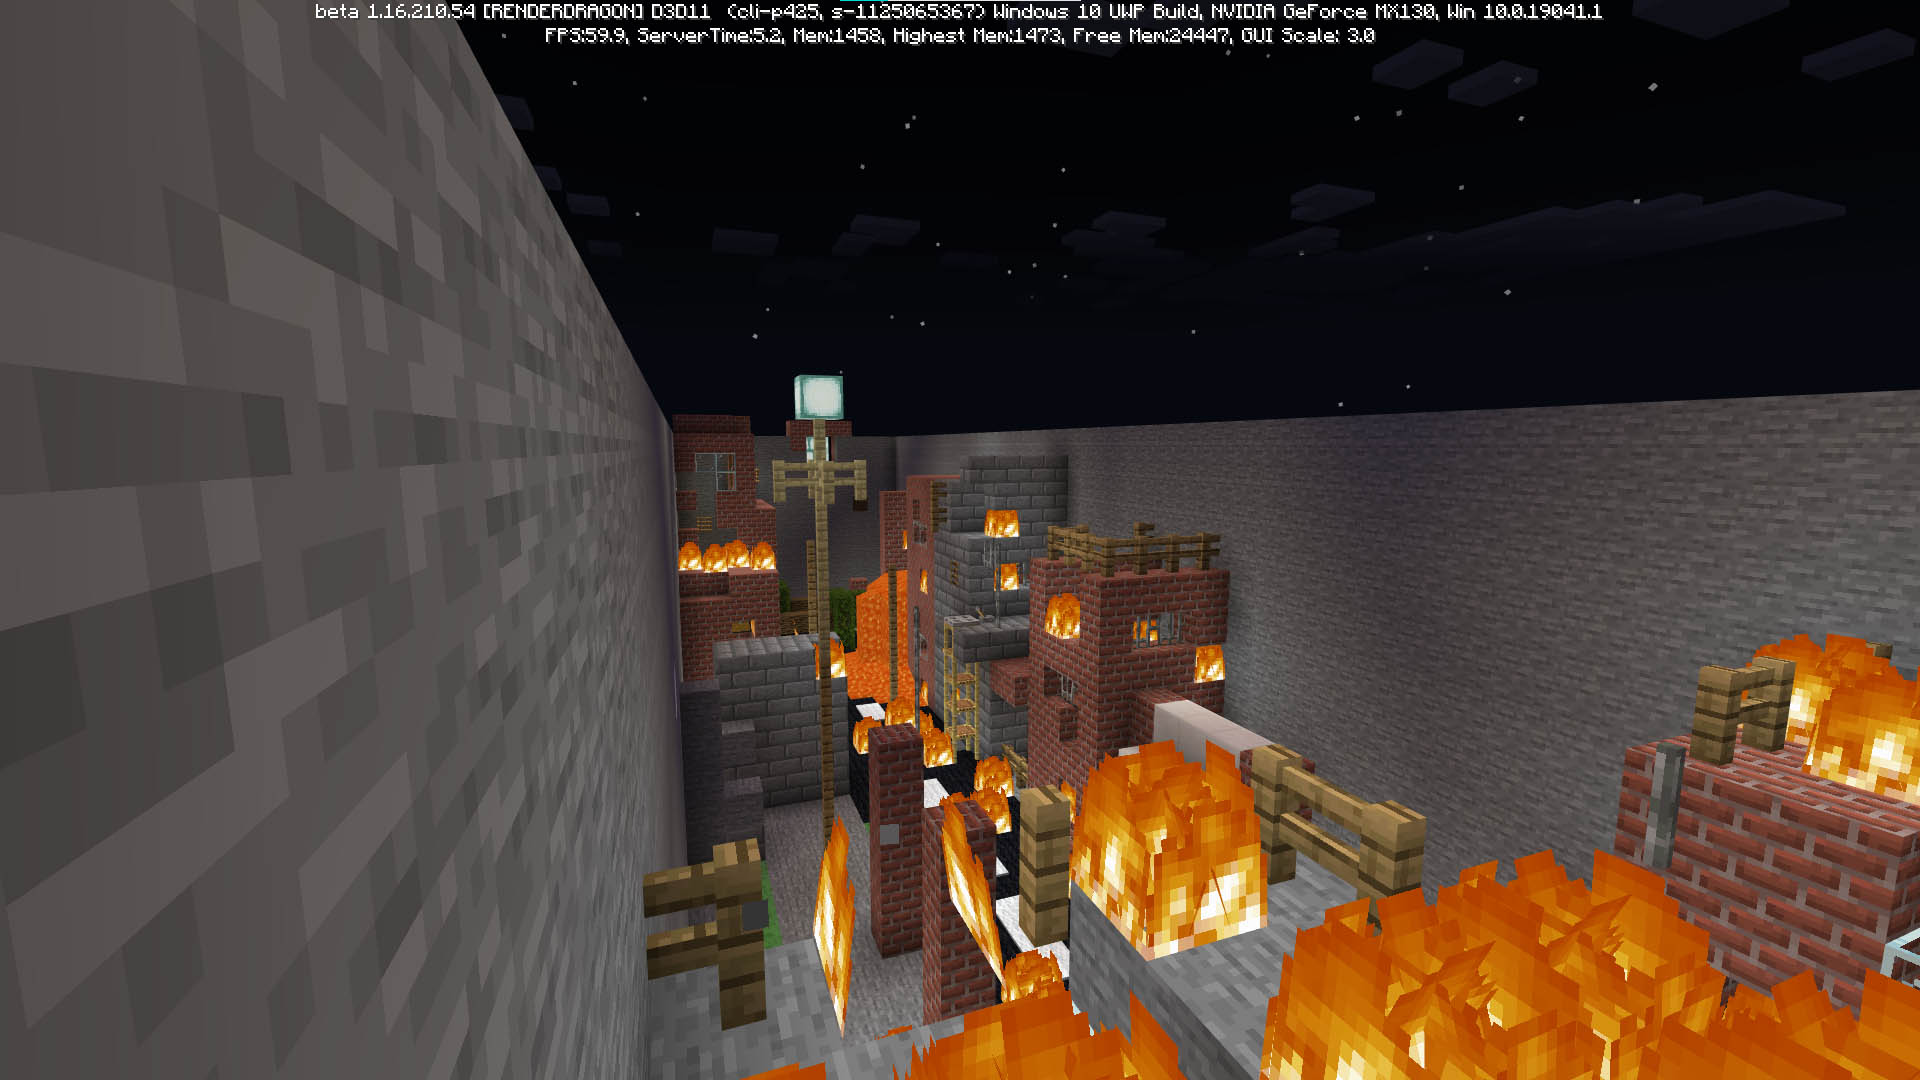 beta 1.16.210.54 [RENDERDRAGON] D3D11 (cli-p425, s-1125065367) Windows 10 UWP Build, NVIDIA GeForce MX130, Win 10.0.19041.1
FPS:59.9, ServerTime:5.2, Mem:1458, Highest Mem:1473, Free Mem:24447, GUI Scale: 3.0